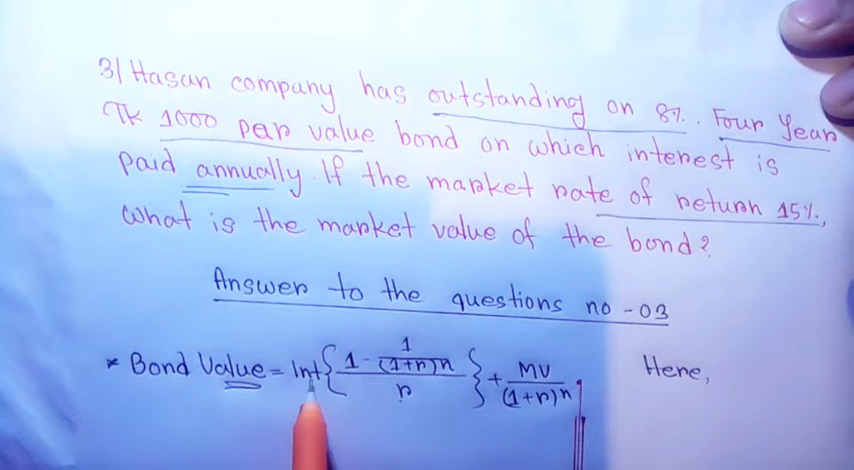 3/ Hasan company has outstanding on 8%. Four Year
Tk 1000 par value bond on which interest is
paid annually. If the market rate of return 15%,
what is the market value of the bond?
Answer to the questions no - 03
* Bond Value = Int { 1 - 1/(1+r)n / r } + MV/(1+r)n Here,